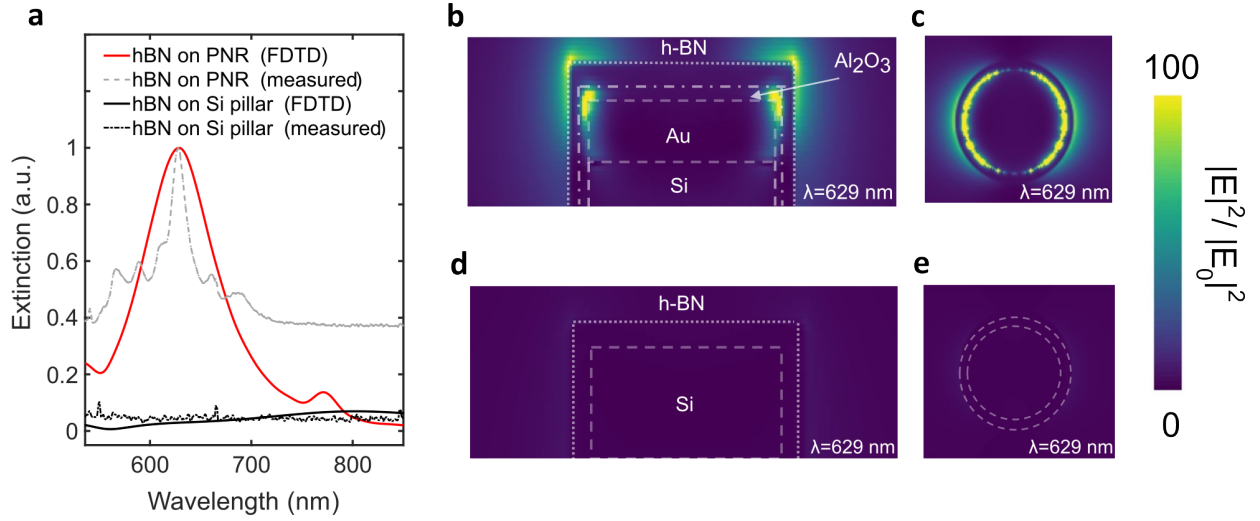 a
hBN on PNR (FDTD)
hBN on PNR (measured)
hBN on Si pillar (FDTD)
hBN on Si pillar (measured)
1
0.8
0.6
0.4
0.2
0
600
700
800
Extinction (a.u.)
Wavelength (nm)
b
h-BN
Al₂O₃
Au
Si
λ=629 nm
c
λ=629 nm
d
h-BN
Si
λ=629 nm
e
λ=629 nm
100
0
|E|² / |E₀|²